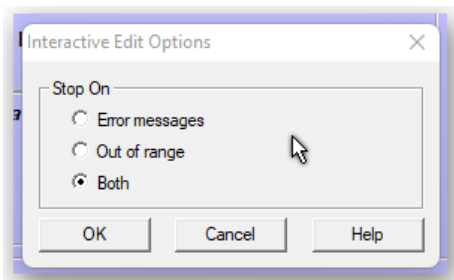 Interactive Edit Options
Stop On
Error messages
Out of range
Both
OK Cancel Help